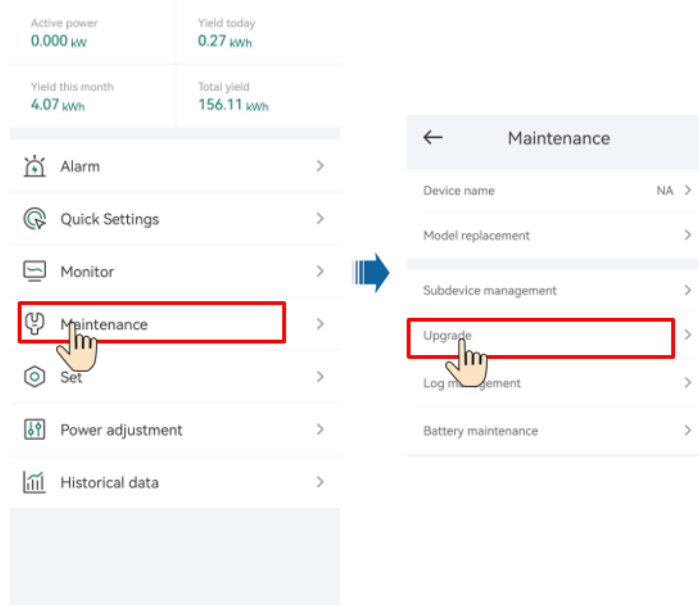 Active power
0.000 kW
Yield today
0.27 kWh
Yield this month
4.07 kWh
Total yield
156.11 kWh
Alarm
Quick Settings
Monitor
Maintenance
Set
Power adjustment
Historical data
Maintenance
Device name NA
Model replacement
Subdevice management
Upgrade
Log management
Battery maintenance